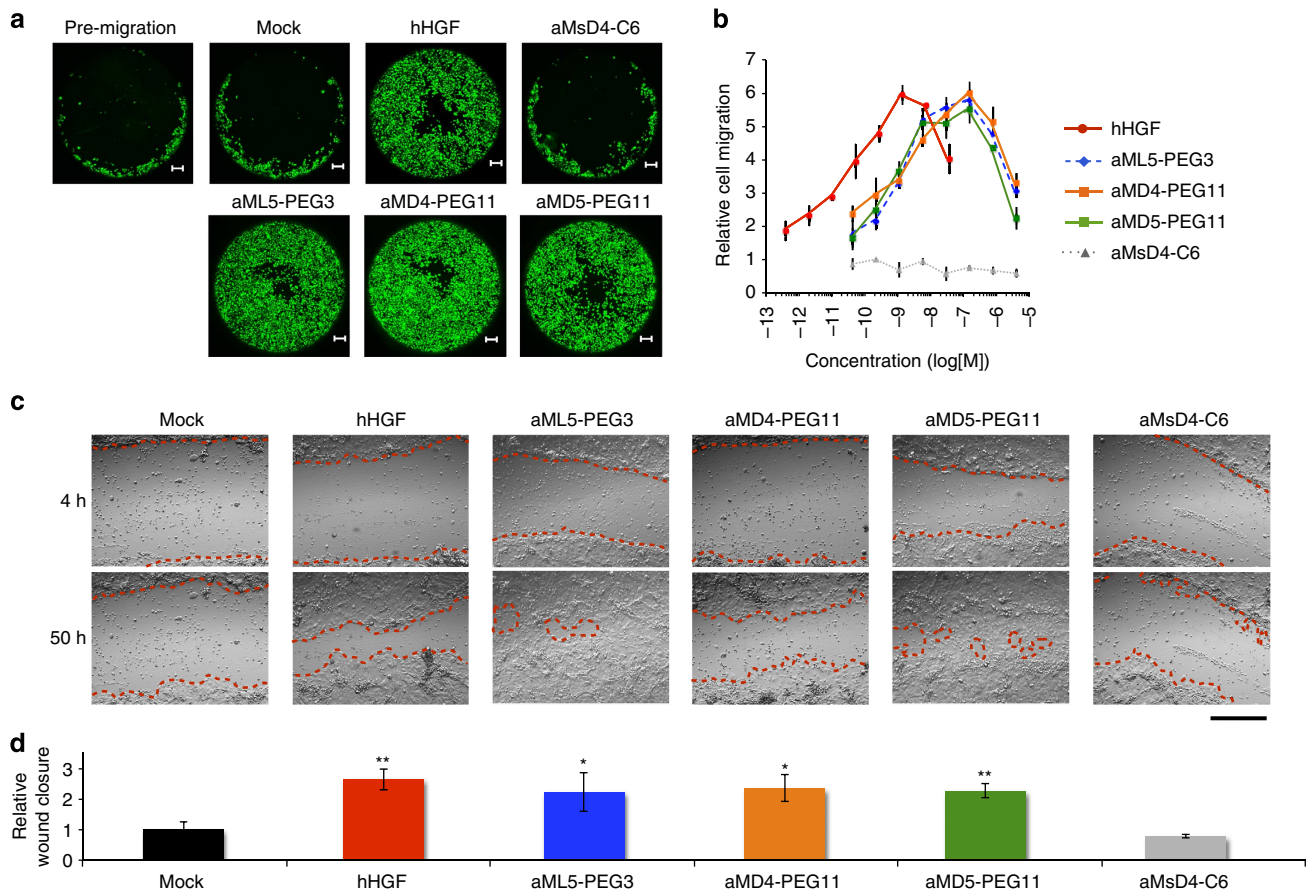 a
Pre-migration Mock hHGF aMsD4-C6
aML5-PEG3 aMD4-PEG11 aMD5-PEG11
b
7
6
5
4
3
2
1
0
Relative cell migration
–13 –12 –11 –10 –9 –8 –7 –6 –5
Concentration (log[M])
hHGF
aML5-PEG3
aMD4-PEG11
aMD5-PEG11
aMsD4-C6
c
Mock hHGF aML5-PEG3 aMD4-PEG11 aMD5-PEG11 aMsD4-C6
4 h
50 h
d
Relative
wound closure
3
2
1
0
** * * **
Mock hHGF aML5-PEG3 aMD4-PEG11 aMD5-PEG11 aMsD4-C6